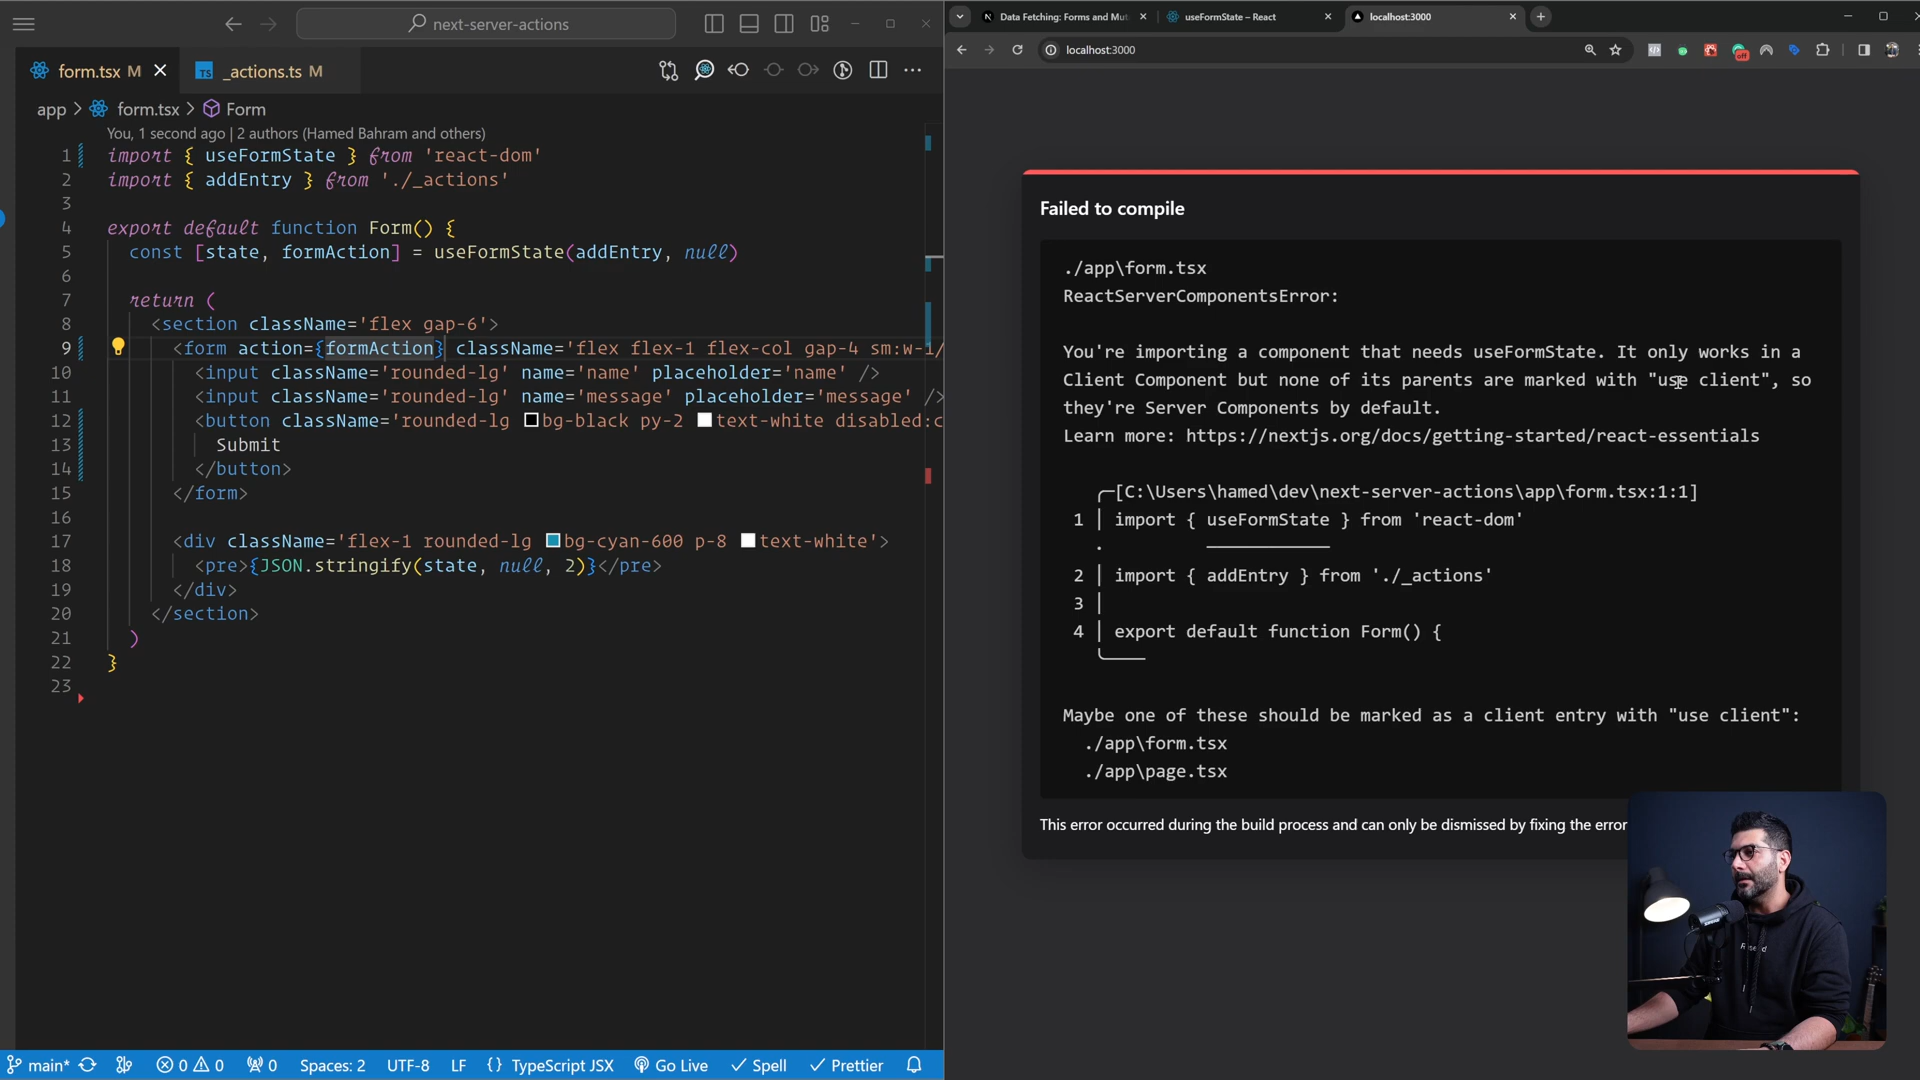 next-server-actions
form.tsx M
_actions.ts M
app > form.tsx > Form
You, 1 second ago | 2 authors (Hamed Bahram and others)
1 import { useFormState } from 'react-dom'
2 import { addEntry } from './_actions'
3
4 export default function Form() {
5 const [state, formAction] = useFormState(addEntry, null)
6
7 return (
8 <section className='flex gap-6'>
9 <form action={formAction} className='flex flex-1 flex-col gap-4 sm:w-1/
10 <input className='rounded-lg' name='name' placeholder='name' />
11 <input className='rounded-lg' name='message' placeholder='message' />
12 <button className='rounded-lg bg-black py-2 text-white disabled:c
13 Submit
14 </button>
15 </form>
16
17 <div className='flex-1 rounded-lg bg-cyan-600 p-8 text-white'>
18 <pre>{JSON.stringify(state, null, 2)}</pre>
19 </div>
20 </section>
21 )
22 }
23
main* 0 0 0 Spaces: 2 UTF-8 LF {} TypeScript JSX Go Live Spell Prettier
Data Fetching: Forms and Mut
useFormState – React
localhost:3000
localhost:3000
off
Failed to compile
./app\form.tsx
ReactServerComponentsError:
You're importing a component that needs useFormState. It only works in a
Client Component but none of its parents are marked with "use client", so
they're Server Components by default.
Learn more: https://nextjs.org/docs/getting-started/react-essentials
[C:\Users\hamed\dev\next-server-actions\app\form.tsx:1:1]
1 | import { useFormState } from 'react-dom'
2 | import { addEntry } from './_actions'
3 |
4 | export default function Form() {
Maybe one of these should be marked as a client entry with "use client":
./app\form.tsx
./app\page.tsx
This error occurred during the build process and can only be dismissed by fixing the error